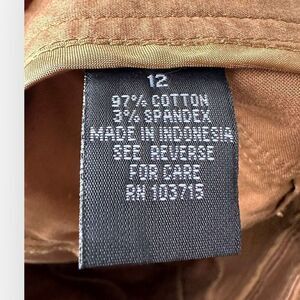 12
97% COTTON
3% SPANDEX
MADE IN INDONESIA
SEE REVERSE
FOR CARE
RN 103715